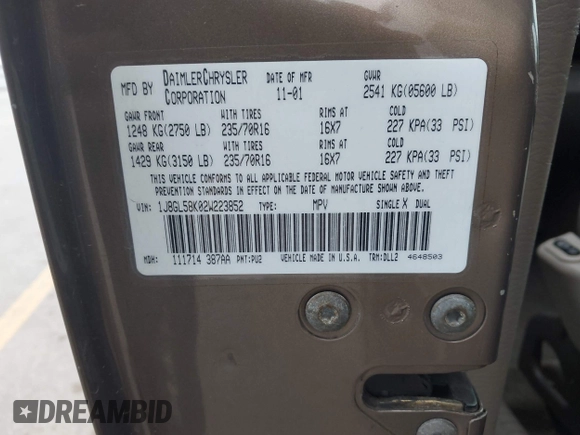 MFD BY DAIMLERCHRYSLER CORPORATION DATE OF MFR 11-01 GVWR 2541 KG(05600 LB)
GAWR FRONT WITH TIRES RIMS AT COLD
1248 KG(2750 LB) 235/70R16 16X7 227 KPA(33 PSI)
GAWR REAR WITH TIRES RIMS AT COLD
1429 KG(3150 LB) 235/70R16 16X7 227 KPA(33 PSI)
THIS VEHICLE CONFORMS TO ALL APPLICABLE FEDERAL MOTOR VEHICLE SAFETY AND THEFT
PREVENTION STANDARDS IN EFFECT ON THE DATE OF MANUFACTURE SHOWN ABOVE.
VIN: 1J8GL58K02W223852 TYPE: MPV SINGLE X DUAL
MDH: 111714 387AA PNT:PU2 VEHICLE MADE IN U.S.A. TRM:DLL2 4648503
DREAMBID